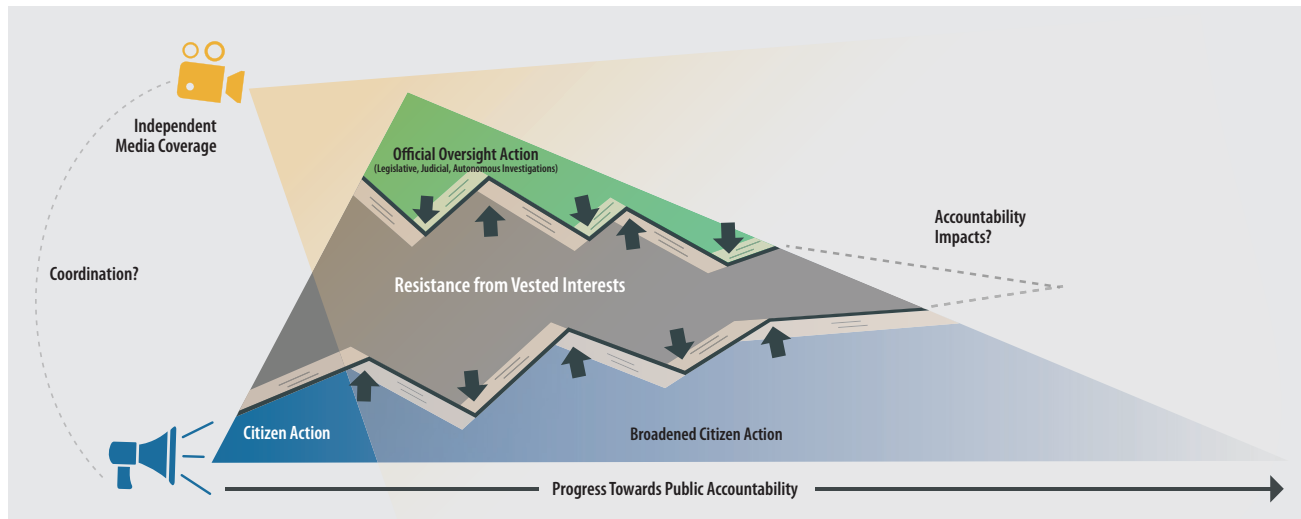 Independent
Media Coverage
Official Oversight Action
(Legislative, Judicial, Autonomous Investigations)
Accountability
Impacts?
Coordination?
Resistance from Vested Interests
Citizen Action
Broadened Citizen Action
Progress Towards Public Accountability